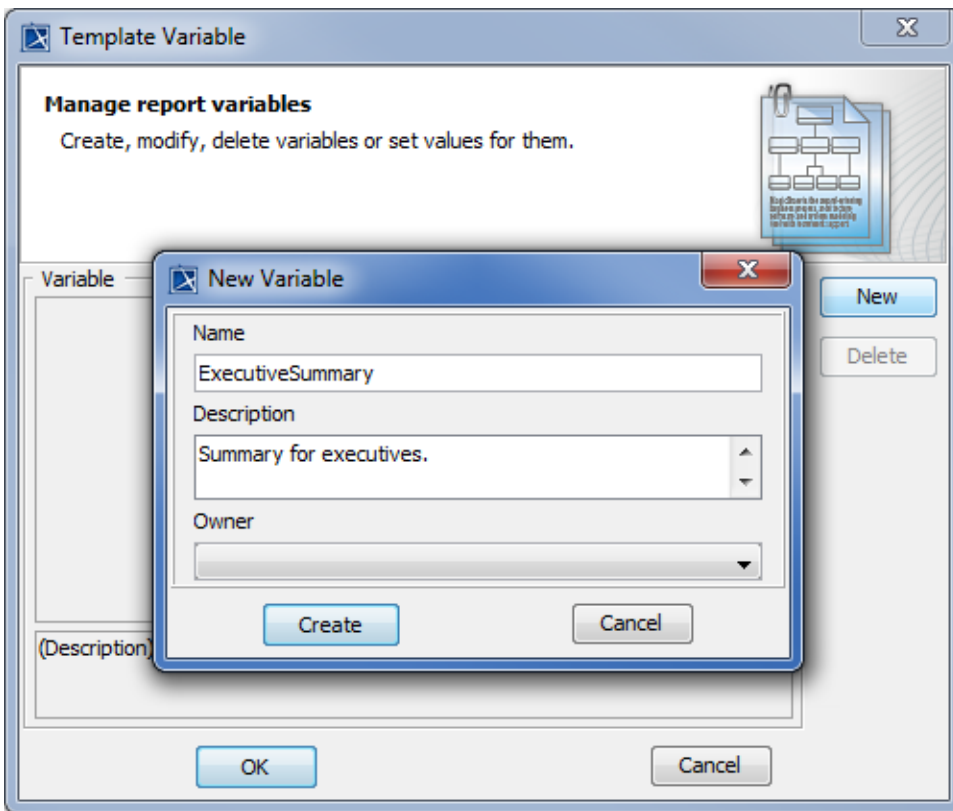 Template Variable
Manage report variables
Create, modify, delete variables or set values for them.
Variable
New
Delete
New Variable
Name
ExecutiveSummary
Description
Summary for executives.
Owner
Create
Cancel
(Description)
OK
Cancel